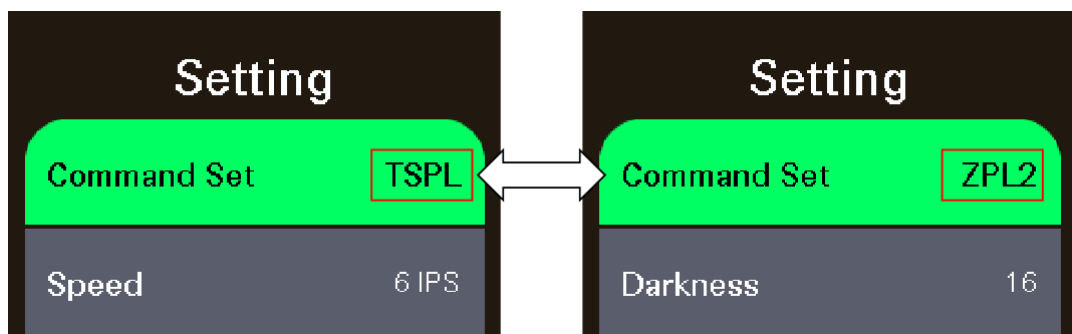 Setting
Command Set TSPL
Speed 6 IPS
Setting
Command Set ZPL2
Darkness 16